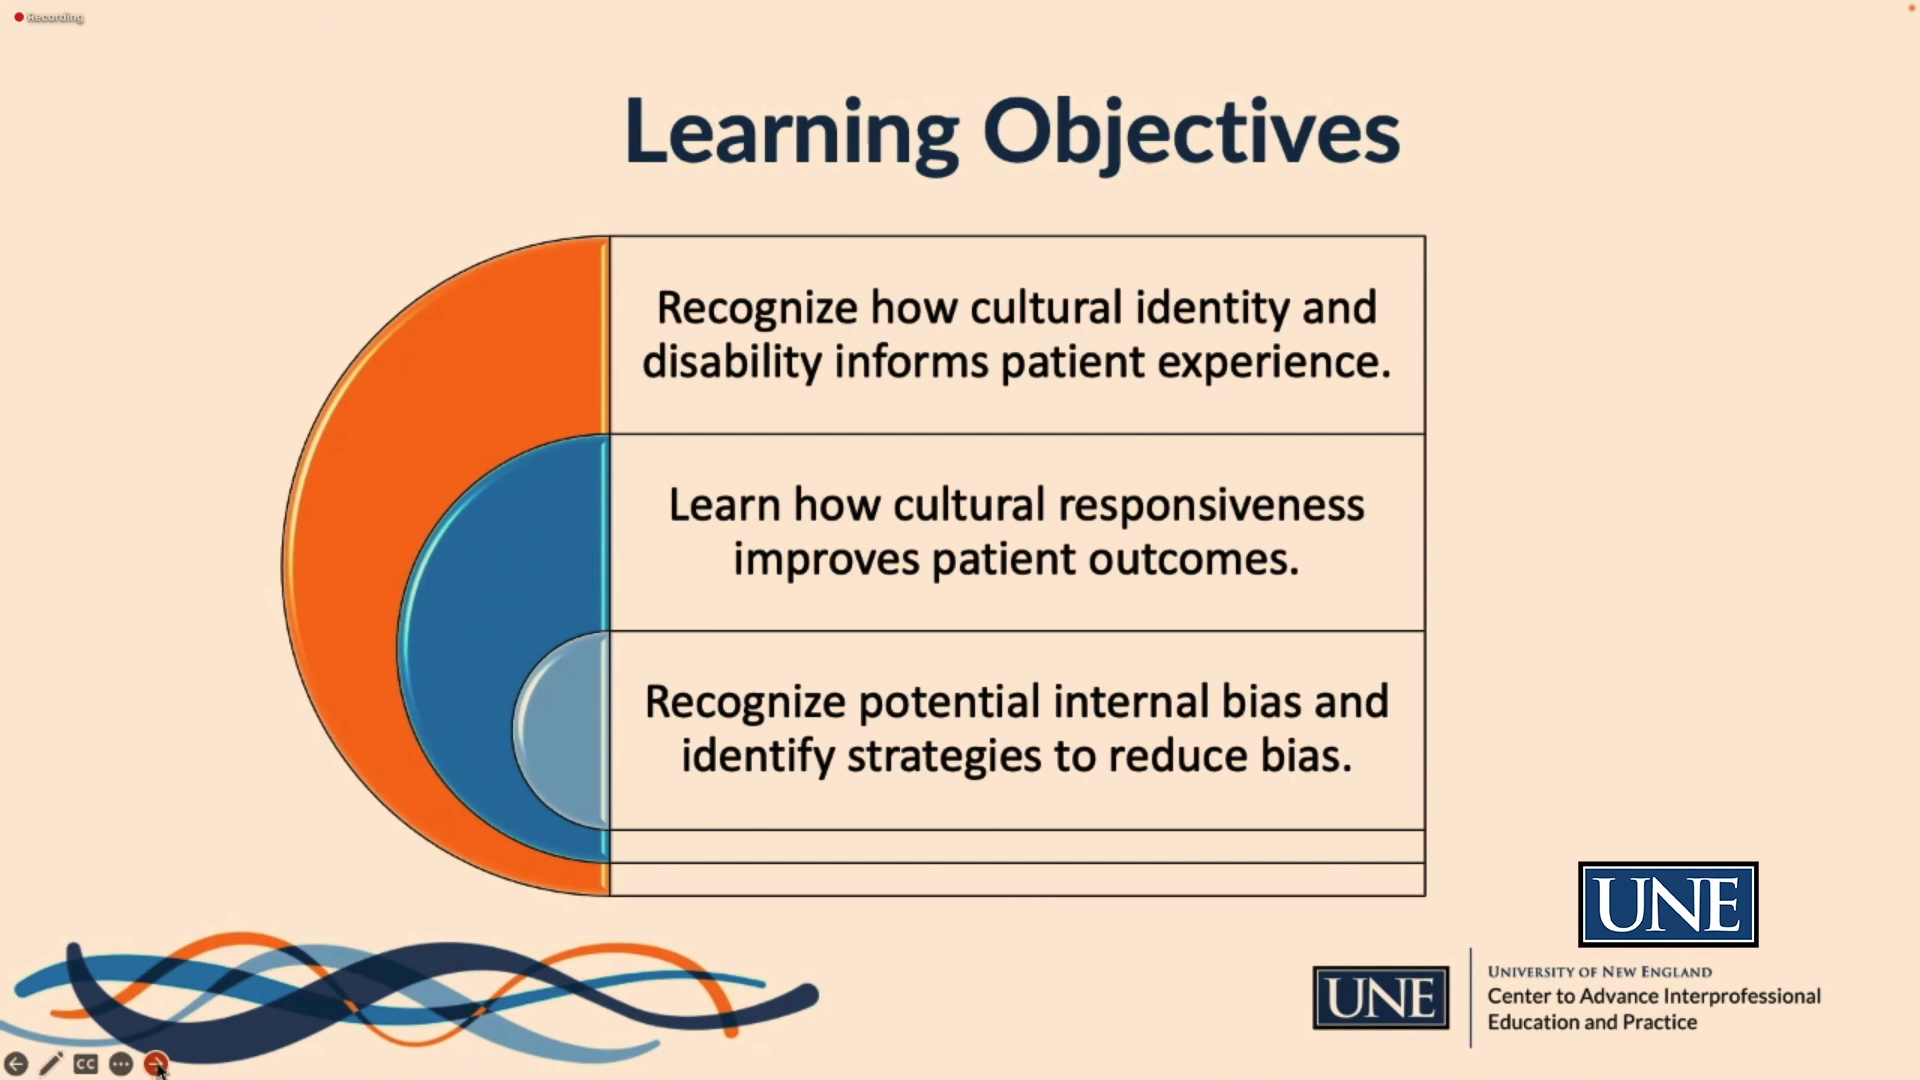 Recording
Learning Objectives
Recognize how cultural identity and
disability informs patient experience.
Learn how cultural responsiveness
improves patient outcomes.
Recognize potential internal bias and
identify strategies to reduce bias.
UNE
UNE
UNIVERSITY OF NEW ENGLAND
Center to Advance Interprofessional
Education and Practice
CC